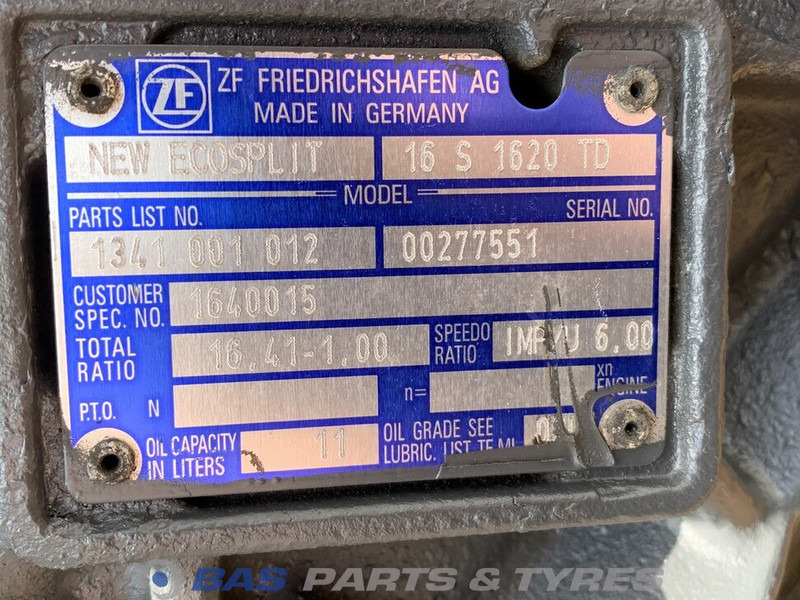 ZF ZF FRIEDRICHSHAFEN AG
MADE IN GERMANY
NEW ECOSPLIT 16 S 1620 TD
MODEL
PARTS LIST NO. SERIAL NO.
1341 001 012 00277551
CUSTOMER SPEC. NO. 1640015
TOTAL RATIO 16.41-1.00 SPEEDO RATIO IMP/U 6.00
P.T.O. N n= xn ENGINE
OIL CAPACITY IN LITERS 11 OIL GRADE SEE LUBRIC. LIST TE-ML
BAS PARTS & TYRES